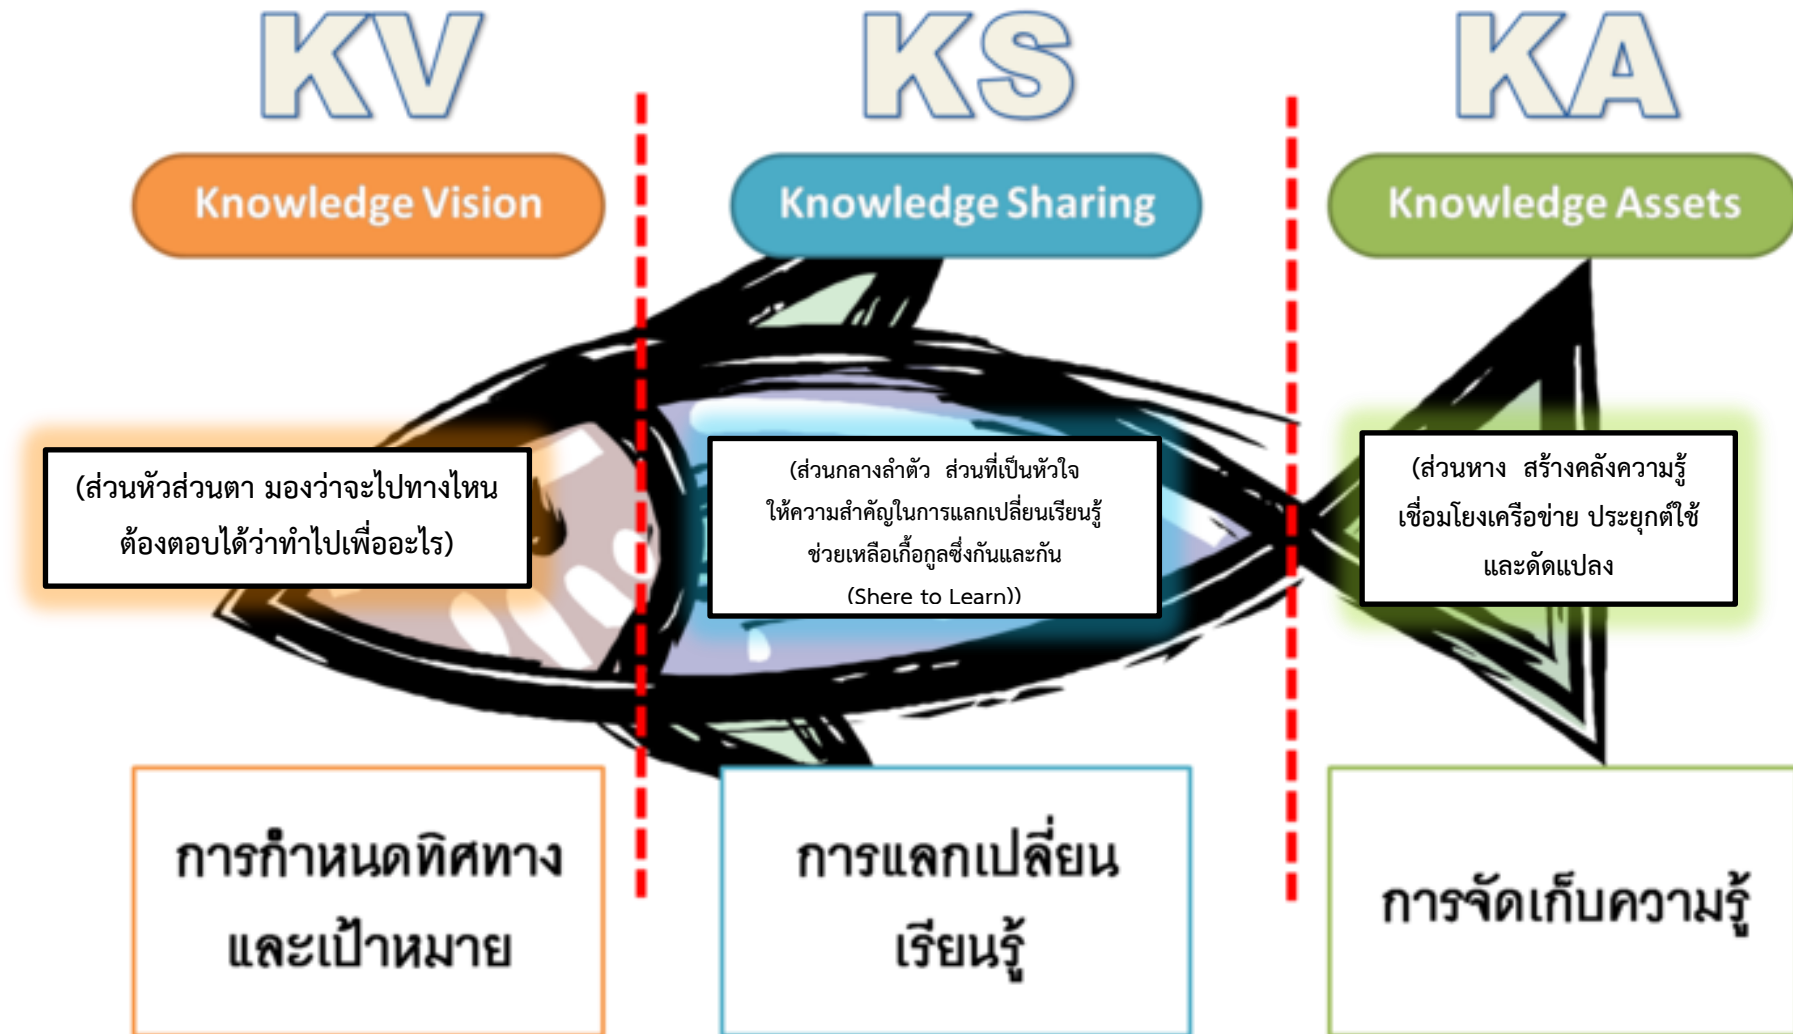 KV
Knowledge Vision
(ส่วนหัวส่วนตา มองว่าจะไปทางไหน
ต้องตอบได้ว่าทำไปเพื่ออะไร)
การกำหนดทิศทาง
และเป้าหมาย
KS
Knowledge Sharing
(ส่วนกลางลำตัว ส่วนที่เป็นหัวใจ
ให้ความสำคัญในการแลกเปลี่ยนเรียนรู้
ช่วยเหลือเกื้อกูลซึ่งกันและกัน
(Shere to Learn))
การแลกเปลี่ยน
เรียนรู้
KA
Knowledge Assets
(ส่วนหาง สร้างคลังความรู้
เชื่อมโยงเครือข่าย ประยุกต์ใช้
และดัดแปลง
การจัดเก็บความรู้